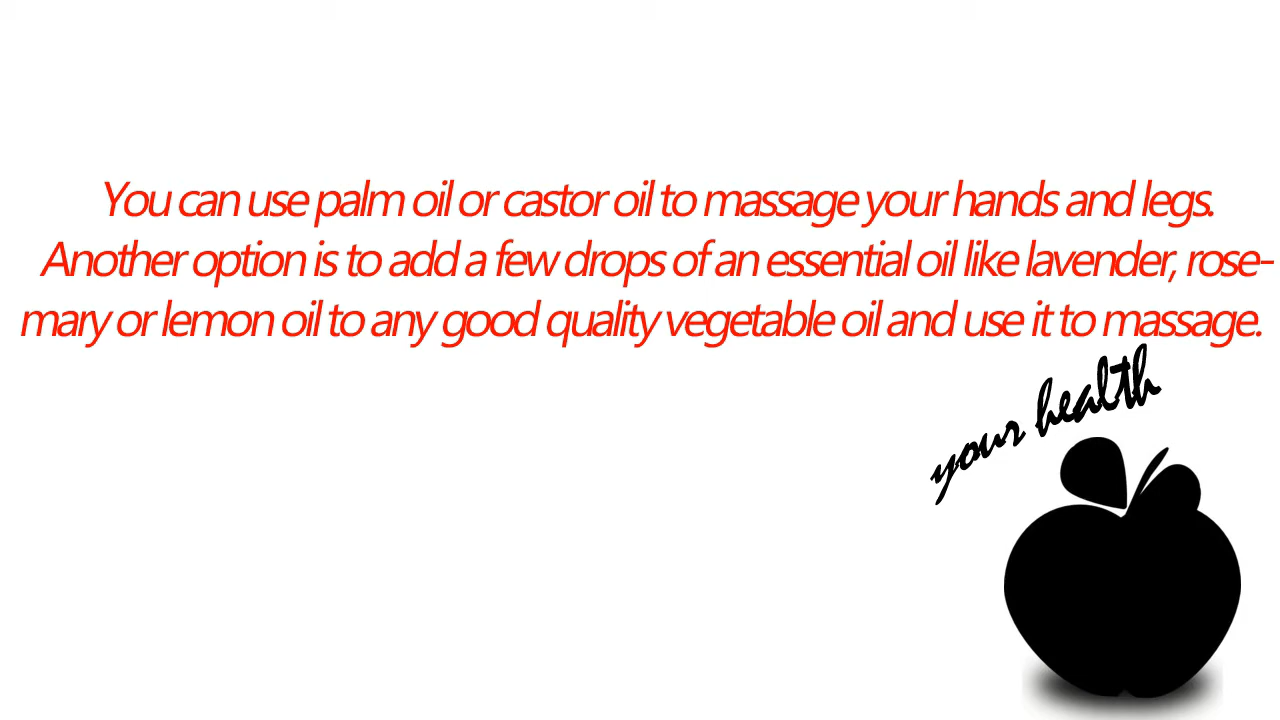 You can use palm oil or castor oil to massage your hands and legs.
Another option is to add a few drops of an essential oil like lavender, rose-
mary or lemon oil to any good quality vegetable oil and use it to massage.
your health